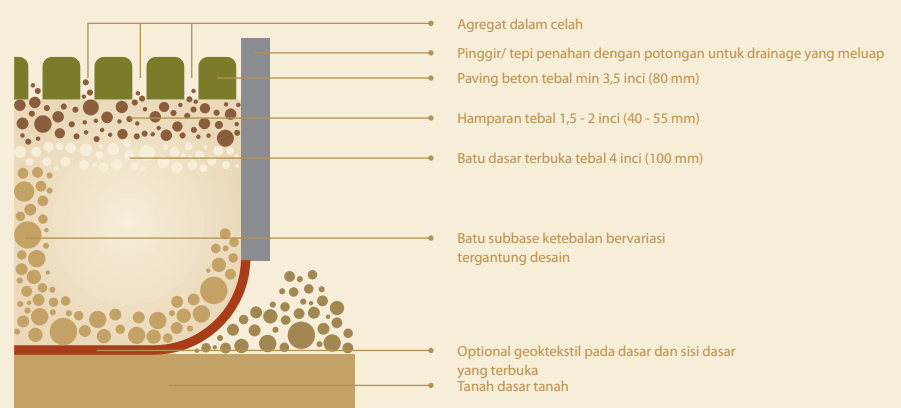 Agregat dalam celah
Pinggir/ tepi penahan dengan potongan untuk drainage yang meluap
Paving beton tebal min 3,5 inci (80 mm)
Hamparan tebal 1,5 - 2 inci (40 - 55 mm)
Batu dasar terbuka tebal 4 inci (100 mm)
Batu subbase ketebalan bervariasi
tergantung desain
Optional geoktekstil pada dasar dan sisi dasar
yang terbuka
Tanah dasar tanah